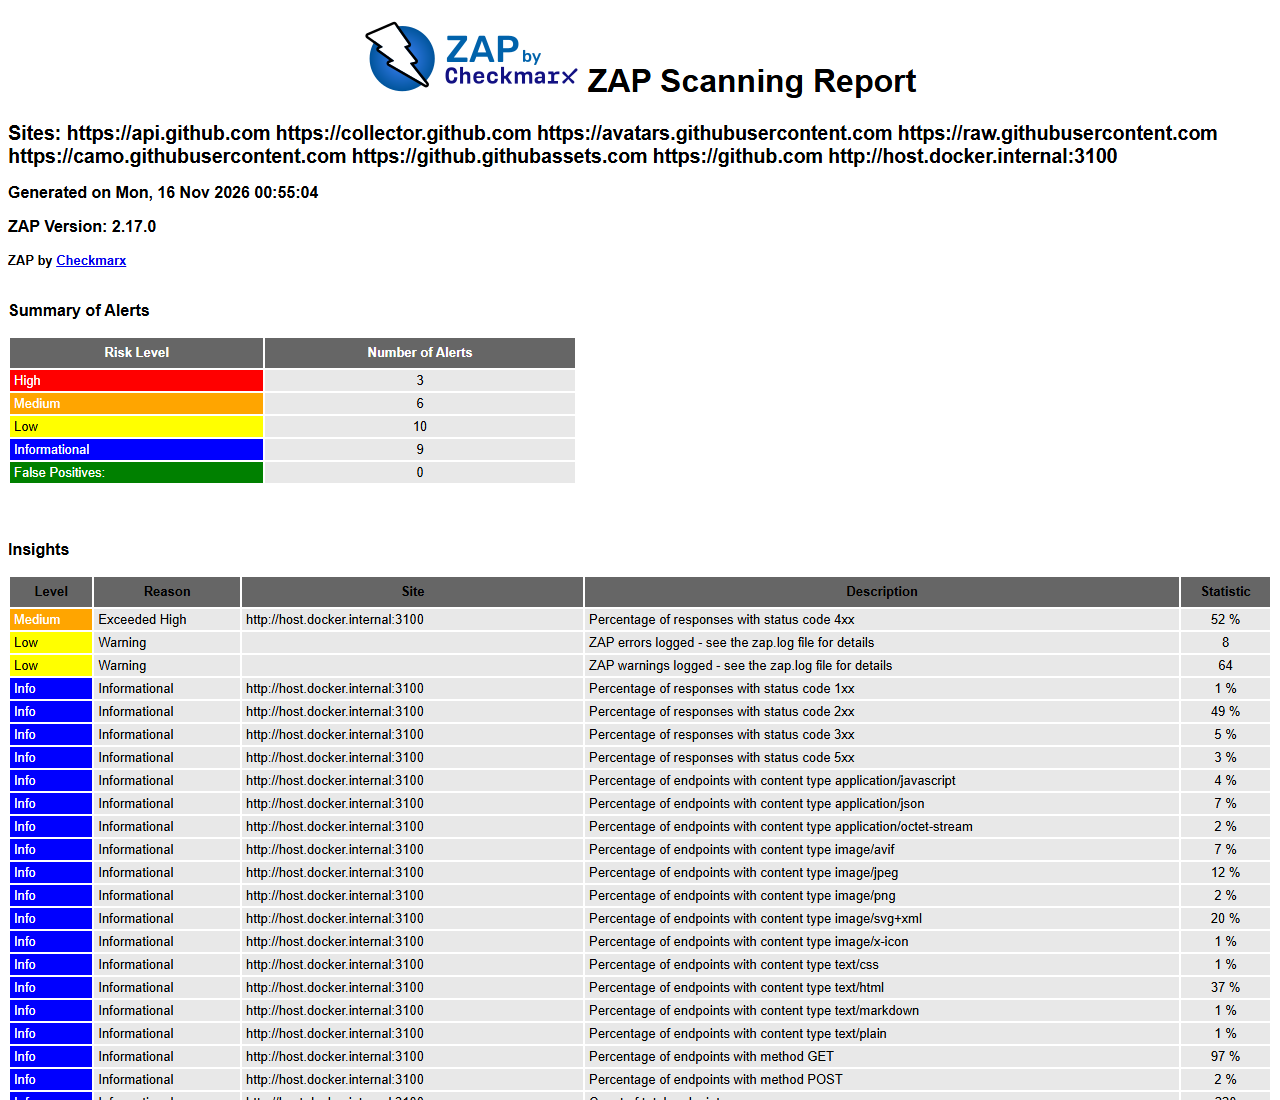 ZAP by
Checkmarx ZAP Scanning Report
Sites: https://api.github.com https://collector.github.com https://avatars.githubusercontent.com https://raw.githubusercontent.com
https://camo.githubusercontent.com https://github.githubassets.com https://github.com http://host.docker.internal:3100
Generated on Mon, 16 Nov 2026 00:55:04
ZAP Version: 2.17.0
ZAP by Checkmarx
Summary of Alerts
Risk Level Number of Alerts
High 3
Medium 6
Low 10
Informational 9
False Positives: 0
Insights
Level Reason Site Description Statistic
Medium Exceeded High http://host.docker.internal:3100 Percentage of responses with status code 4xx 52 %
Low Warning ZAP errors logged - see the zap.log file for details 8
Low Warning ZAP warnings logged - see the zap.log file for details 64
Info Informational http://host.docker.internal:3100 Percentage of responses with status code 1xx 1 %
Info Informational http://host.docker.internal:3100 Percentage of responses with status code 2xx 49 %
Info Informational http://host.docker.internal:3100 Percentage of responses with status code 3xx 5 %
Info Informational http://host.docker.internal:3100 Percentage of responses with status code 5xx 3 %
Info Informational http://host.docker.internal:3100 Percentage of endpoints with content type application/javascript 4 %
Info Informational http://host.docker.internal:3100 Percentage of endpoints with content type application/json 7 %
Info Informational http://host.docker.internal:3100 Percentage of endpoints with content type application/octet-stream 2 %
Info Informational http://host.docker.internal:3100 Percentage of endpoints with content type image/avif 7 %
Info Informational http://host.docker.internal:3100 Percentage of endpoints with content type image/jpeg 12 %
Info Informational http://host.docker.internal:3100 Percentage of endpoints with content type image/png 2 %
Info Informational http://host.docker.internal:3100 Percentage of endpoints with content type image/svg+xml 20 %
Info Informational http://host.docker.internal:3100 Percentage of endpoints with content type image/x-icon 1 %
Info Informational http://host.docker.internal:3100 Percentage of endpoints with content type text/css 1 %
Info Informational http://host.docker.internal:3100 Percentage of endpoints with content type text/html 37 %
Info Informational http://host.docker.internal:3100 Percentage of endpoints with content type text/markdown 1 %
Info Informational http://host.docker.internal:3100 Percentage of endpoints with content type text/plain 1 %
Info Informational http://host.docker.internal:3100 Percentage of endpoints with method GET 97 %
Info Informational http://host.docker.internal:3100 Percentage of endpoints with method POST 2 %